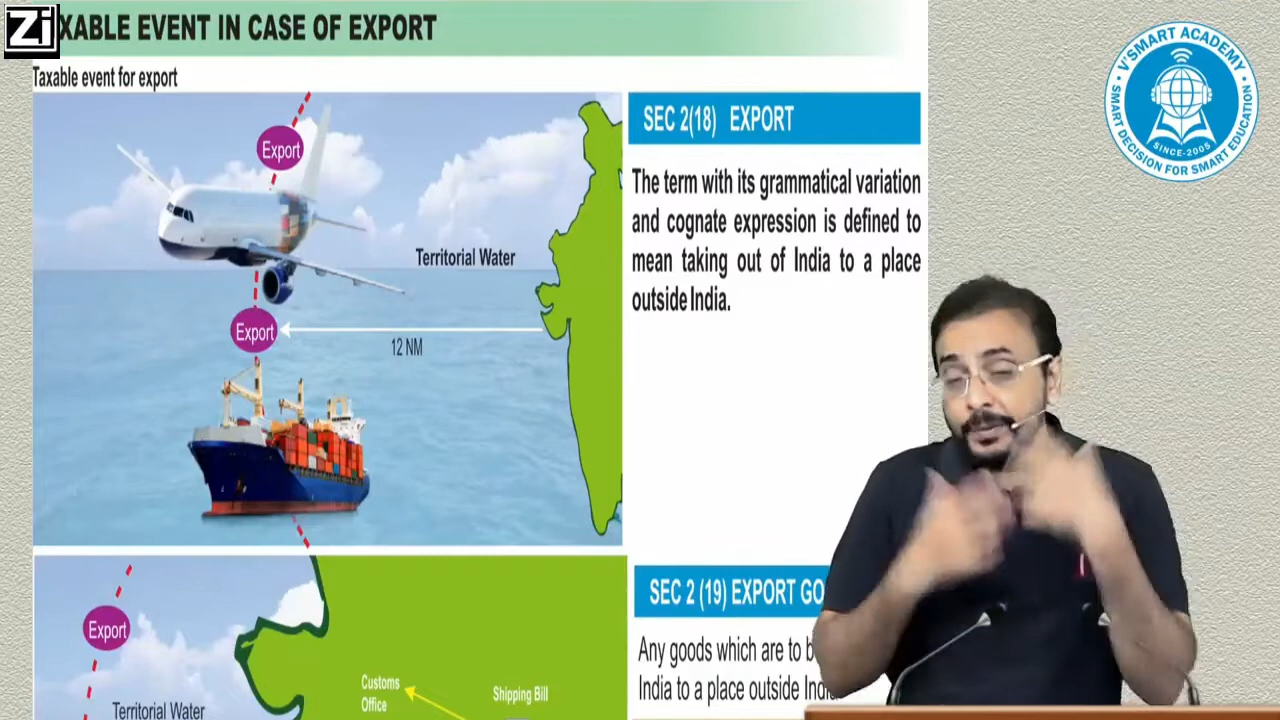 Zi
XABLE EVENT IN CASE OF EXPORT
Taxable event for export
Export
Territorial Water
Export
12 NM
SEC 2(18) EXPORT
The term with its grammatical variation
and cognate expression is defined to
mean taking out of India to a place
outside India.
V'SMART ACADEMY
SINCE-2005
SMART DECISION FOR SMART EDUCATION
Export
Territorial Water
Customs
Office
Shipping Bill
SEC 2 (19) EXPORT GO
Any goods which are to b
India to a place outside Indi